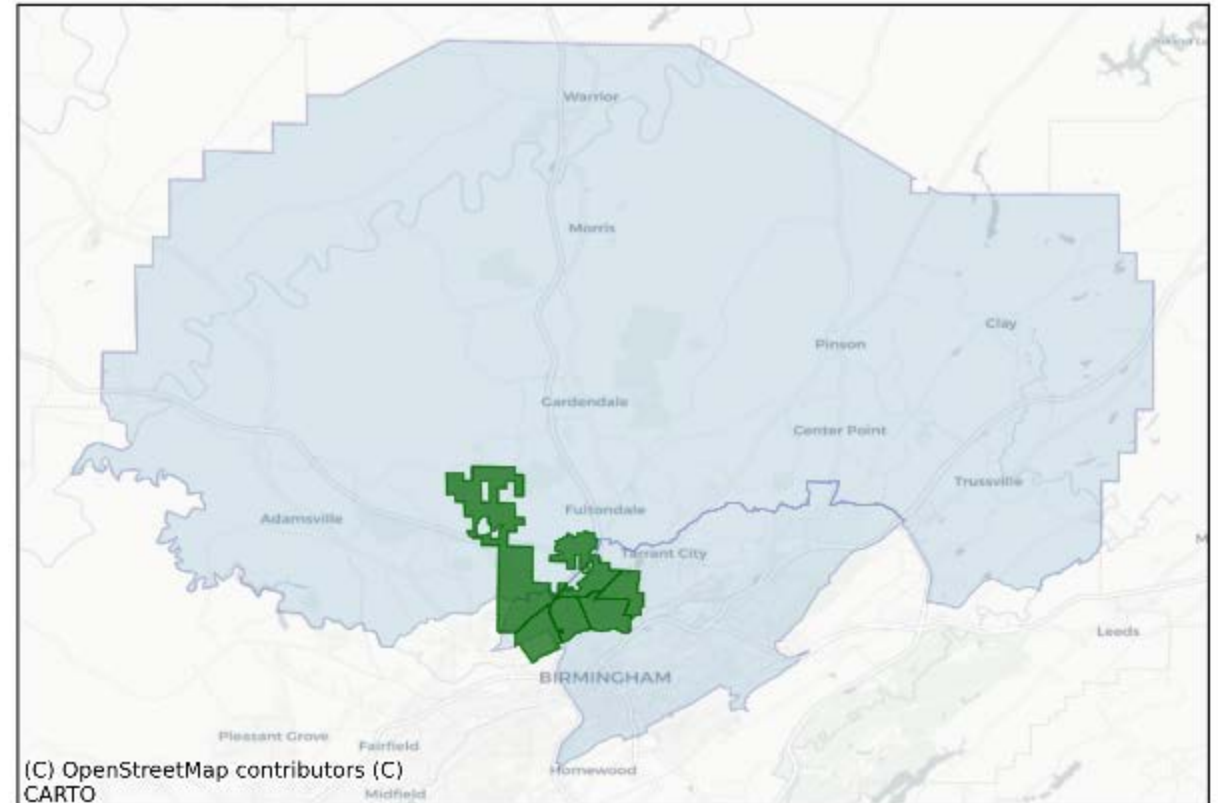 Warrior
Morris
Clay
Pinson
Gardendale
Center Point
Trussville
Fultondale
Adamsville
Tarrant City
Leeds
BIRMINGHAM
Pleasant Grove
Fairfield
Homewood
(C) OpenStreetMap contributors (C)
CARTO
Midfield